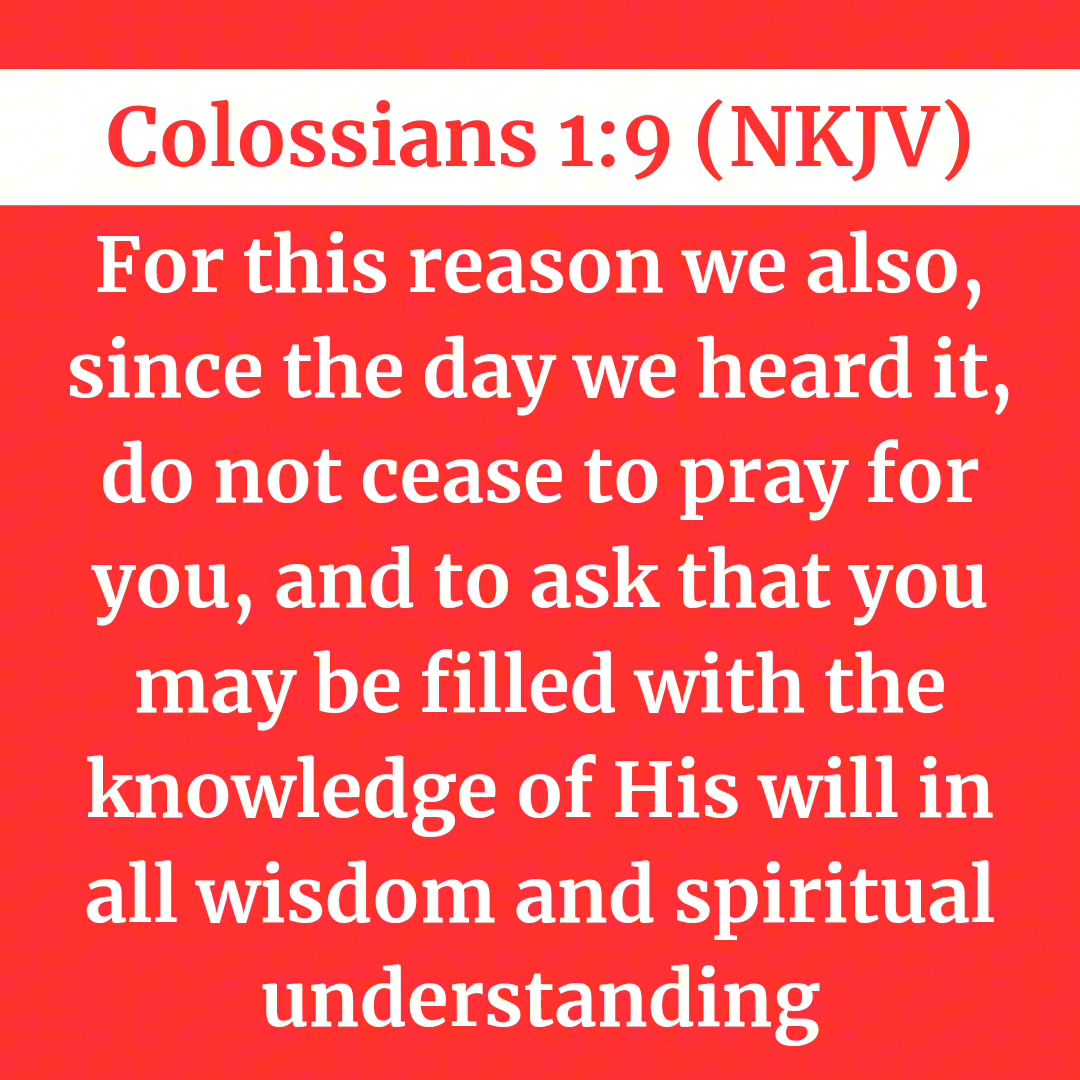 Colossians 1:9 (NKJV)
For this reason we also,
since the day we heard it,
do not cease to pray for
you, and to ask that you
may be filled with the
knowledge of His will in
all wisdom and spiritual
understanding